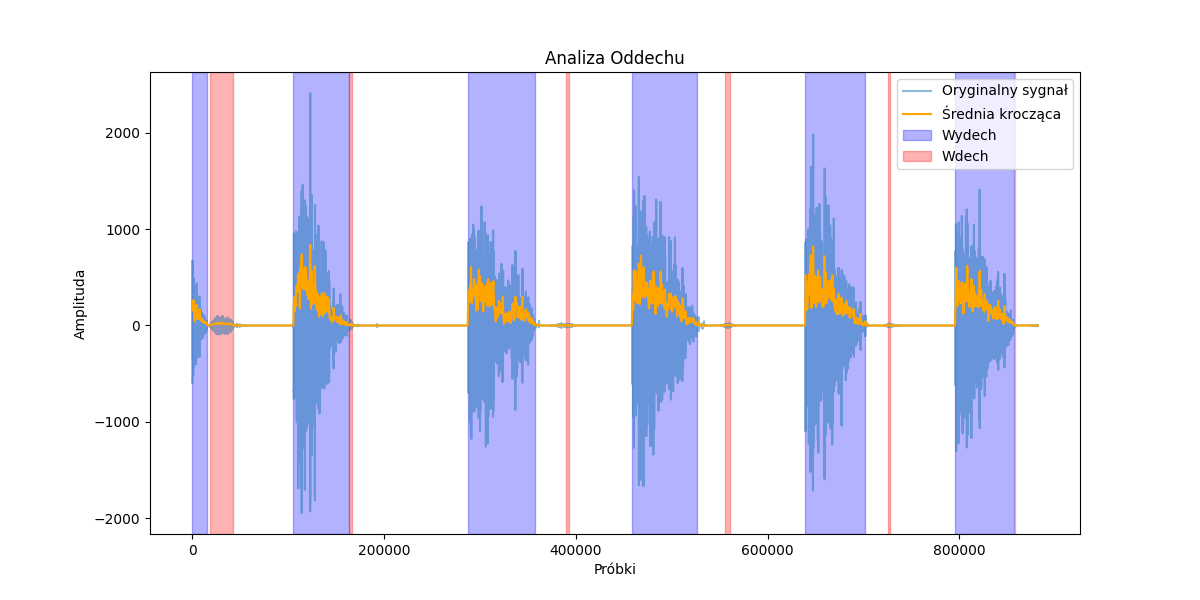 Analiza Oddechu
Oryginalny sygnał
Średnia krocząca
Wydech
Wdech
Amplituda
2000
1000
0
−1000
−2000
0
200000
400000
600000
800000
Próbki